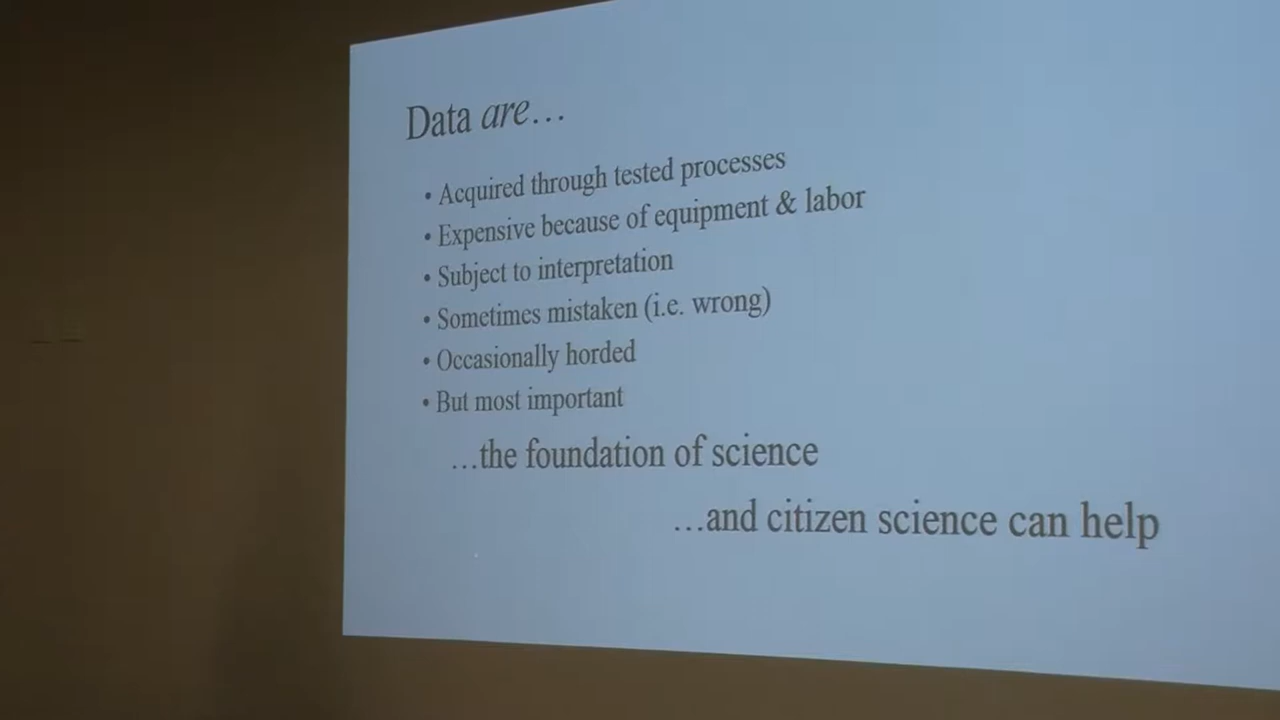 Data are…
• Acquired through tested processes
• Expensive because of equipment & labor
• Subject to interpretation
• Sometimes mistaken (i.e. wrong)
• Occasionally horded
• But most important
…the foundation of science
…and citizen science can help